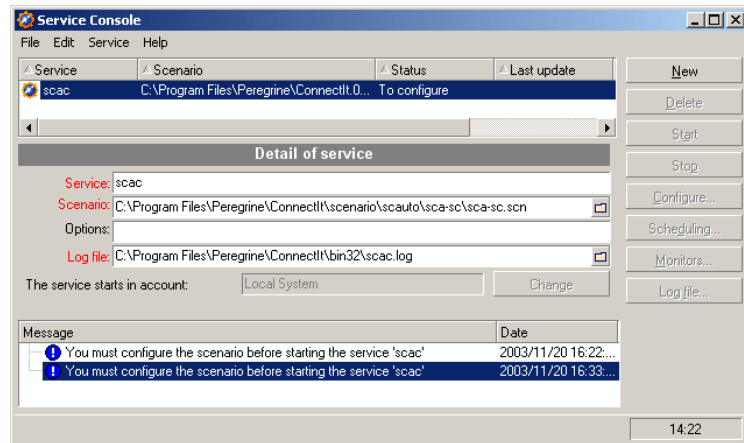 Service Console
File Edit Service Help
Service Scenario Status Last update
scac C:\Program Files\Peregrine\ConnectIt.0... To configure
New
Delete
Start
Stop
Configure...
Scheduling...
Monitors...
Log file...
Detail of service
Service: scac
Scenario: C:\Program Files\Peregrine\ConnectIt\scenario\scauto\sca-sc\sca-sc.scn
Options:
Log file: C:\Program Files\Peregrine\ConnectIt\bin32\scac.log
The service starts in account: Local System Change
Message Date
You must configure the scenario before starting the service 'scac' 2003/11/20 16:22:...
You must configure the scenario before starting the service 'scac' 2003/11/20 16:33:...
14:22